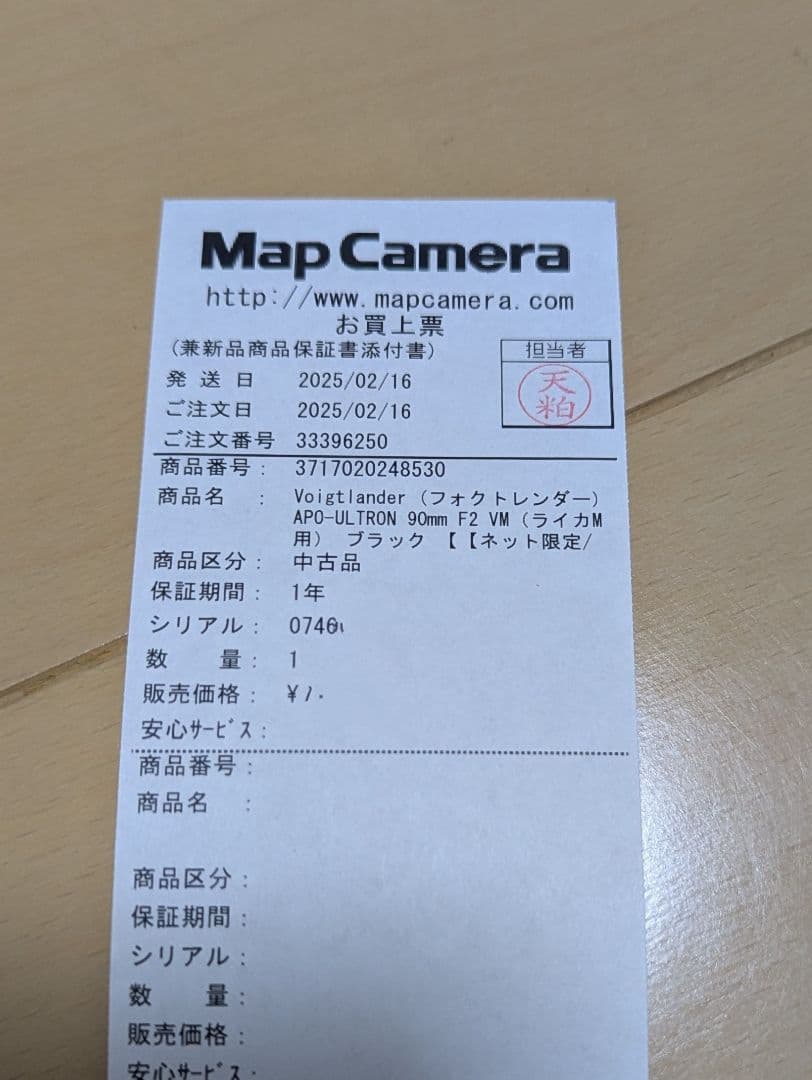 Map Camera
http://www.mapcamera.com
お買上票
(兼新品商品保証書添付書)
担当者
天粕
発 送 日 2025/02/16
ご注文日 2025/02/16
ご注文番号 33396250
商品番号： 3717020248530
商品名 ： Voigtlander (フォクトレンダー)
APO-ULTRON 90mm F2 VM (ライカM
用) ブラック 【【ネット限定/
商品区分： 中古品
保証期間： 1年
シリアル： 0746
数 量： 1
販売価格： ¥
安心ｻｰﾋﾞｽ：
商品番号：
商品名 ：
商品区分：
保証期間：
シリアル：
数 量：
販売価格：
安心ｻｰﾋﾞｽ：